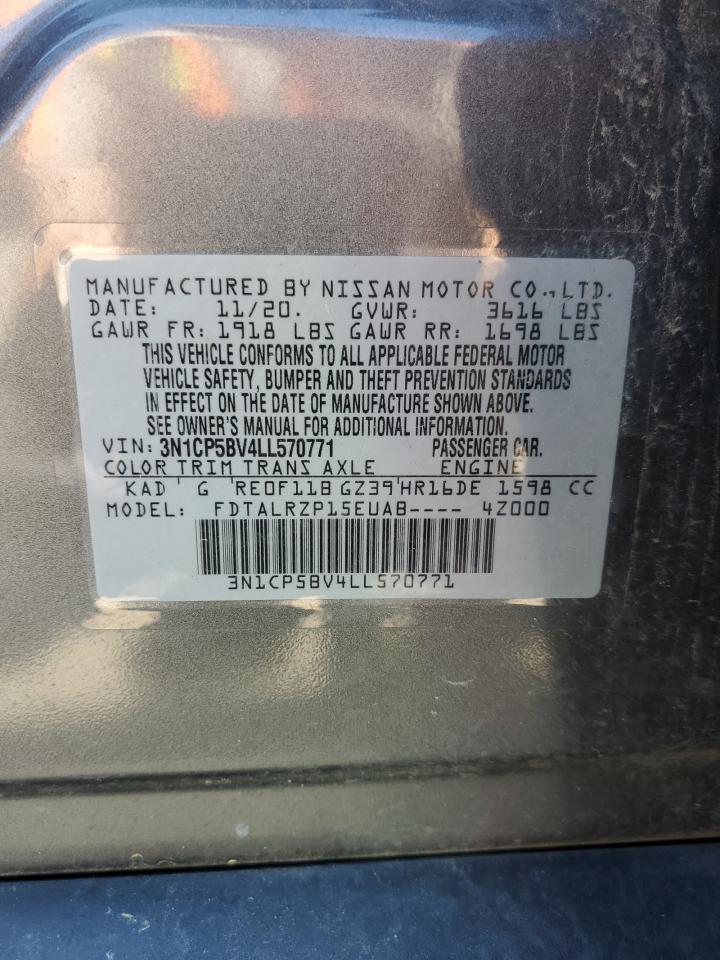 MANUFACTURED BY NISSAN MOTOR CO.,LTD.
DATE: 11/20. GVWR: 3616 LBS
GAWR FR: 1918 LBS GAWR RR: 1698 LBS
THIS VEHICLE CONFORMS TO ALL APPLICABLE FEDERAL MOTOR
VEHICLE SAFETY, BUMPER AND THEFT PREVENTION STANDARDS
IN EFFECT ON THE DATE OF MANUFACTURE SHOWN ABOVE.
SEE OWNER'S MANUAL FOR ADDITIONAL INFORMATION.
VIN: 3N1CP5BV4LL570771 PASSENGER CAR.
COLOR TRIM TRANS AXLE ENGINE
KAD ' G ' RE0F11B GZ39 ' HR16DE 1598 CC
MODEL: FDTALRZP15EUAB---- 4Z000
3N1CP5BV4LL570771